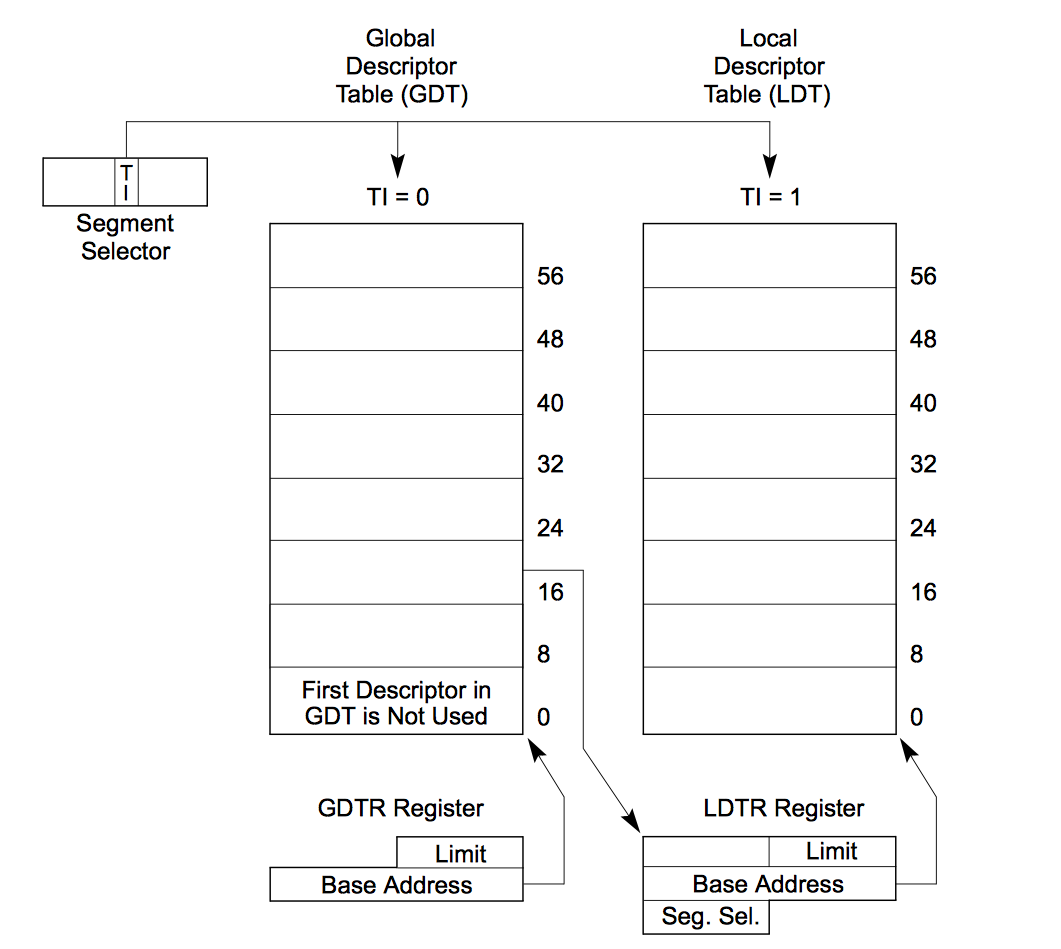 Global
Descriptor
Table (GDT)
Local
Descriptor
Table (LDT)
T
I
Segment
Selector
TI = 0
TI = 1
56
48
40
32
24
16
8
First Descriptor in
GDT is Not Used
0
56
48
40
32
24
16
8
0
GDTR Register
Limit
Base Address
LDTR Register
Limit
Base Address
Seg. Sel.